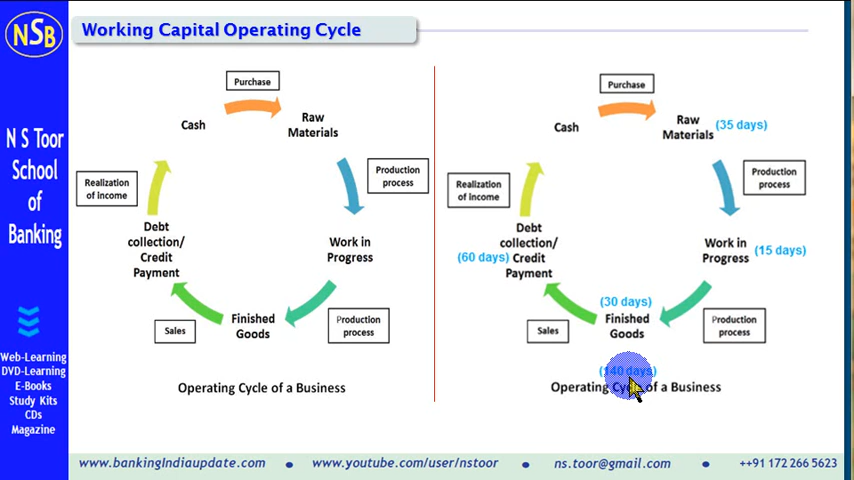 NSB
Working Capital Operating Cycle
N S Toor
School
of
Banking
Web-Learning
DVD-Learning
E-Books
Study Kits
CDs
Magazine
Purchase
Cash
Raw
Materials
Production
process
Realization
of income
Debt
collection/
Credit
Payment
Work in
Progress
Sales
Finished
Goods
Production
process
Operating Cycle of a Business
Purchase
Cash
Raw
Materials (35 days)
Production
process
Realization
of income
Debt
collection/
(60 days) Credit
Payment
Work in
Progress (15 days)
(30 days)
Finished
Goods
Sales
Production
process
(140 days)
Operating Cycle of a Business
www.bankingIndiaupdate.com • www.youtube.com/user/nstoor • ns.toor@gmail.com • ++91 172 266 5623